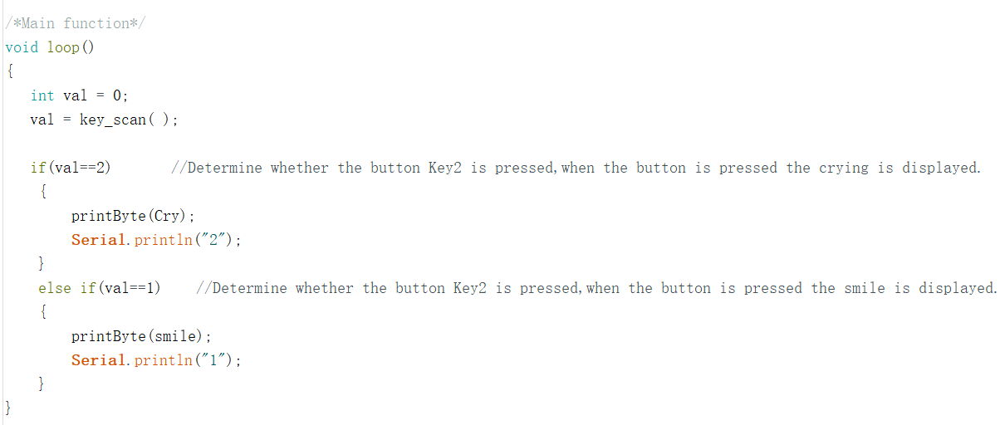 /*Main function*/
void loop()
{
int val = 0;
val = key_scan( );
if(val==2) //Determine whether the button Key2 is pressed,when the button is pressed the crying is displayed.
{
printByte(Cry);
Serial.println("2");
}
else if(val==1) //Determine whether the button Key2 is pressed,when the button is pressed the smile is displayed.
{
printByte(smile);
Serial.println("1");
}
}